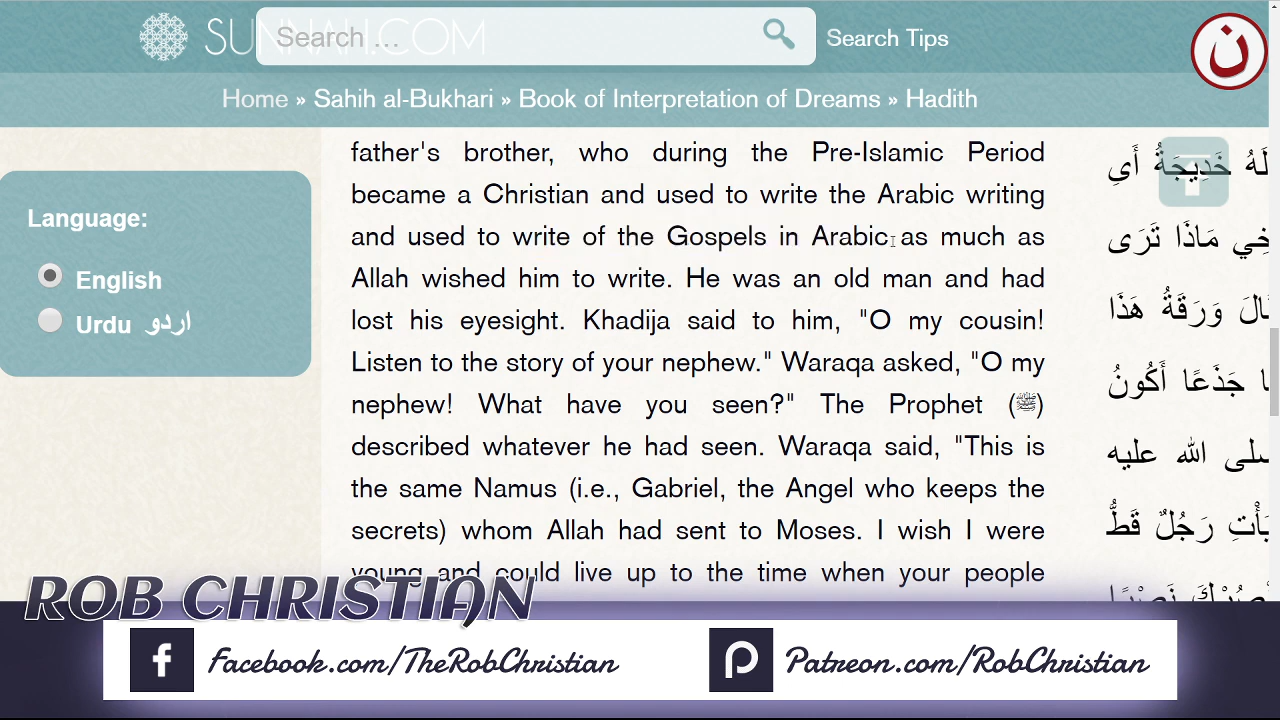 SUNNAH.COM
Search ...
Search Tips
ن
Home » Sahih al-Bukhari » Book of Interpretation of Dreams » Hadith
Language:
English
Urdu اردو
father's brother, who during the Pre-Islamic Period
became a Christian and used to write the Arabic writing
and used to write of the Gospels in Arabic as much as
Allah wished him to write. He was an old man and had
lost his eyesight. Khadija said to him, "O my cousin!
Listen to the story of your nephew." Waraqa asked, "O my
nephew! What have you seen?" The Prophet (ﷺ)
described whatever he had seen. Waraqa said, "This is
the same Namus (i.e., Gabriel, the Angel who keeps the
secrets) whom Allah had sent to Moses. I wish I were
young and could live up to the time when your people
لَهُ خَدِيجَةُ أَىِ
مَاذَا تَرَى
وَرَقَةُ هَذَا
جَذَعًا أَكُونُ
الله عليه
رَجُلٌ قَطُّ
نَصْرًا
ROB CHRISTIAN
Facebook.com/TheRobChristian
Patreon.com/RobChristian